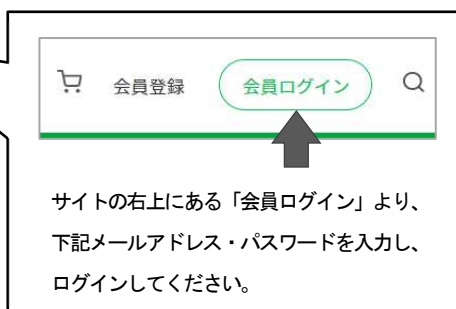 会員登録 会員ログイン
サイトの右上にある「会員ログイン」より、
下記メールアドレス・パスワードを入力し、
ログインしてください。